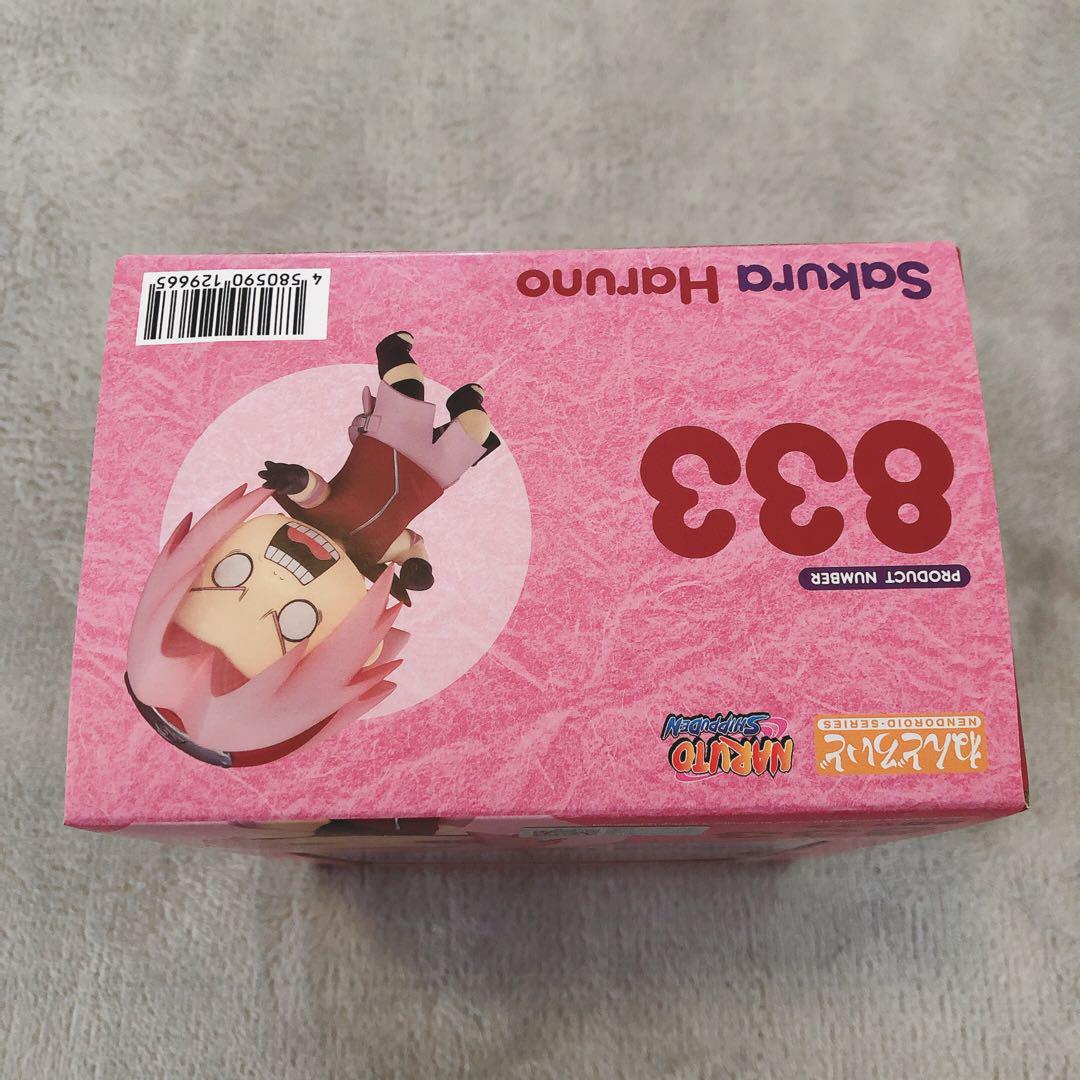 ねんどろいど
NENDOROID·SERIES
NARUTO
SHIPPUDEN
PRODUCT NUMBER
833
Sakura Haruno
4 580590 129665